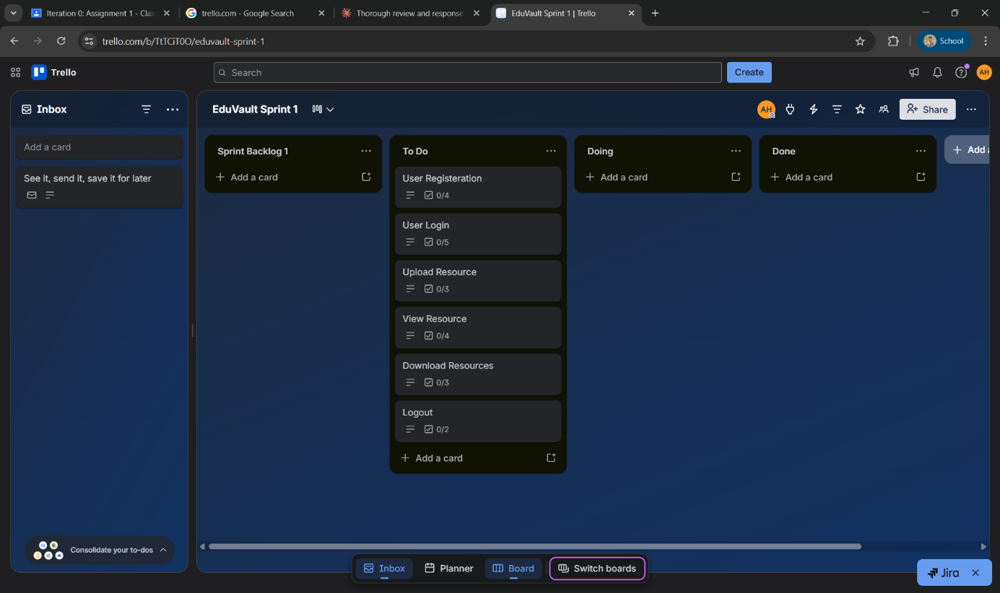 Iteration 0: Assignment 1 - Clas
trello.com - Google Search
Thorough review and response
EduVault Sprint 1 | Trello
trello.com/b/TtTCiT0O/eduvault-sprint-1
School
Trello
Search
Create
AH
Inbox
Add a card
See it, send it, save it for later
Consolidate your to-dos
EduVault Sprint 1
AH
Share
Sprint Backlog 1
Add a card
To Do
User Registeration
0/4
User Login
0/5
Upload Resource
0/3
View Resource
0/4
Download Resources
0/3
Logout
0/2
Add a card
Doing
Add a card
Done
Add a card
Add
Inbox
Planner
Board
Switch boards
Jira